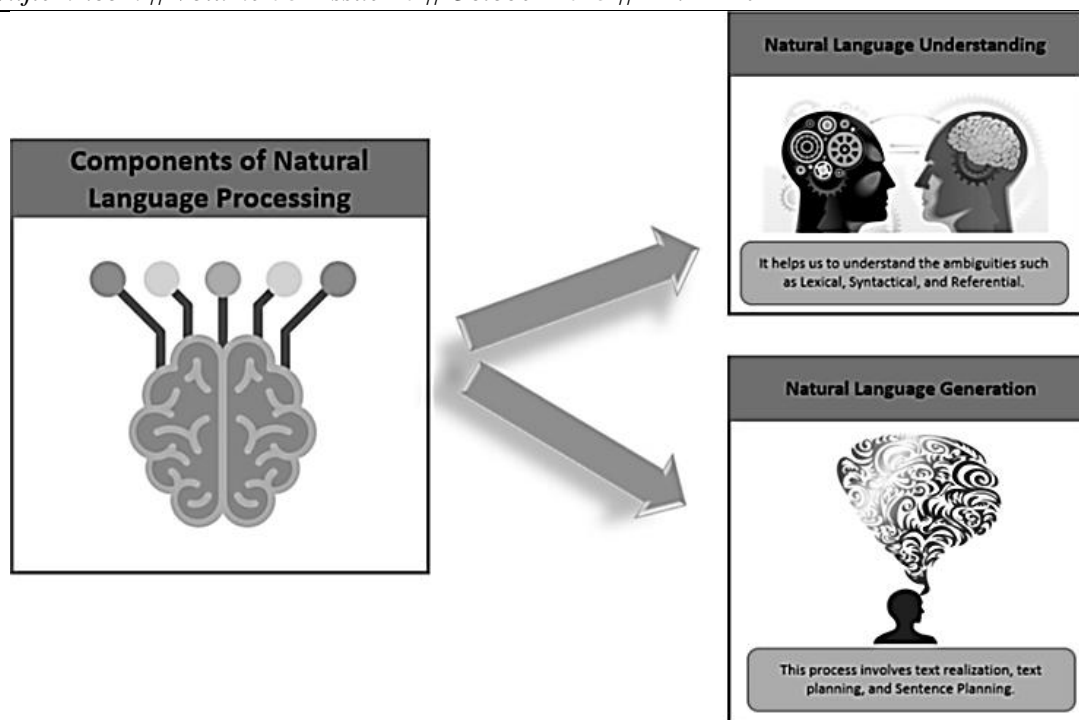 Components of Natural
Language Processing
Natural Language Understanding
It helps us to understand the ambiguities such
as Lexical, Syntactical, and Referential.
Natural Language Generation
This process involves text realization, text
planning, and Sentence Planning.